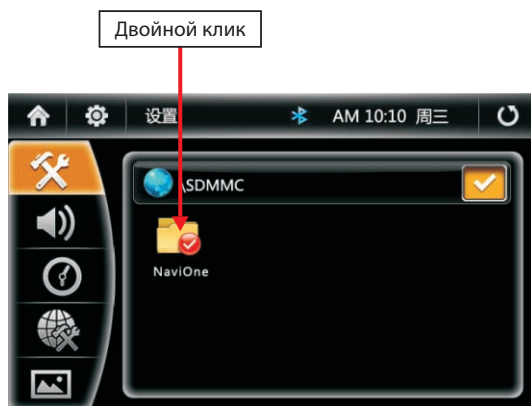 Двойной клик
设置
AM 10:10 周三
\SDMMC
NaviOne